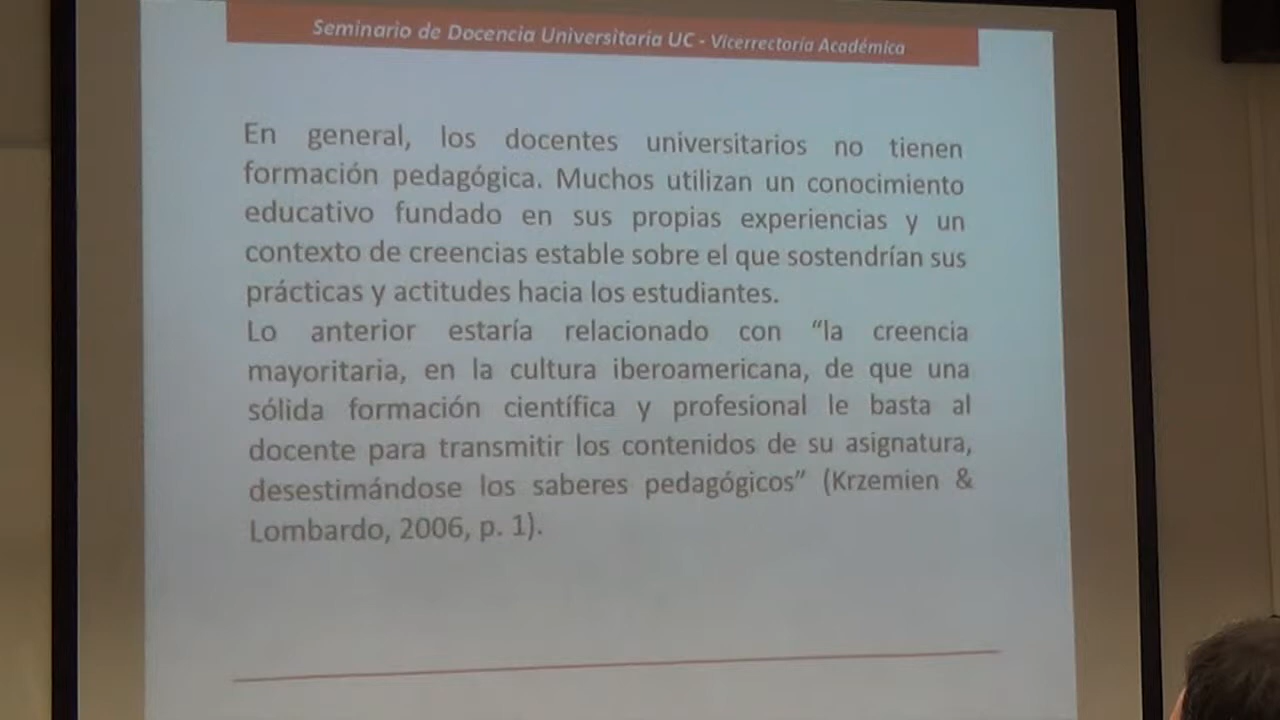 Seminario de Docencia Universitaria UC - Vicerrectoría Académica
En general, los docentes universitarios no tienen
formación pedagógica. Muchos utilizan un conocimiento
educativo fundado en sus propias experiencias y un
contexto de creencias estable sobre el que sostendrían sus
prácticas y actitudes hacia los estudiantes.
Lo anterior estaría relacionado con “la creencia
mayoritaria, en la cultura iberoamericana, de que una
sólida formación científica y profesional le basta al
docente para transmitir los contenidos de su asignatura,
desestimándose los saberes pedagógicos” (Krzemien &
Lombardo, 2006, p. 1).